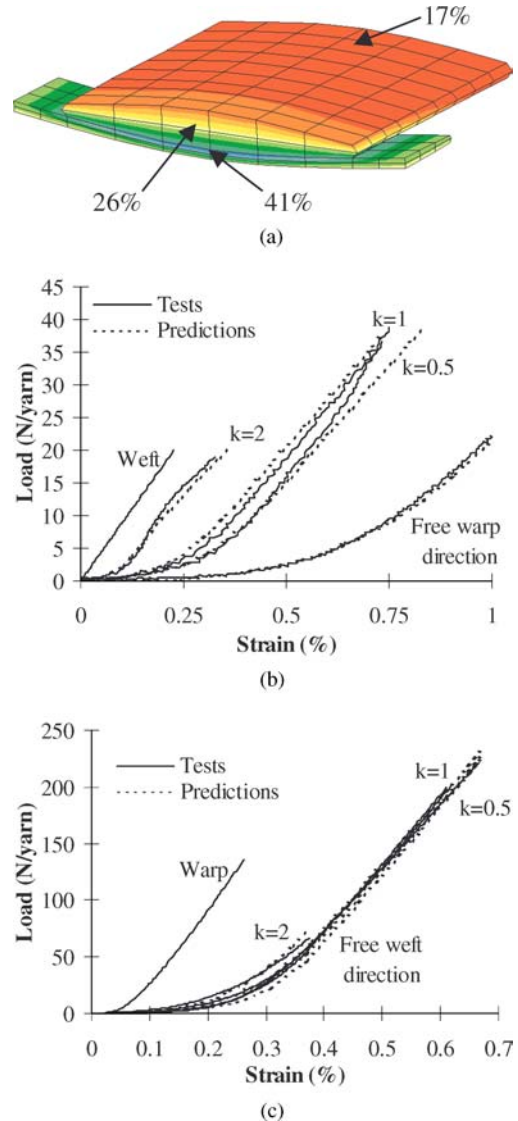 17%
26%
41%
(a)
45
40
35
30
25
20
15
10
5
0
Load (N/yarn)
Tests
Predictions
k=1
k=0.5
k=2
Weft
Free warp
direction
0
0.25
0.5
0.75
1
Strain (%)
(b)
250
200
150
100
50
0
Load (N/yarn)
Tests
Predictions
k=1
k=0.5
Warp
k=2
Free weft
direction
0
0.1
0.2
0.3
0.4
0.5
0.6
0.7
Strain (%)
(c)